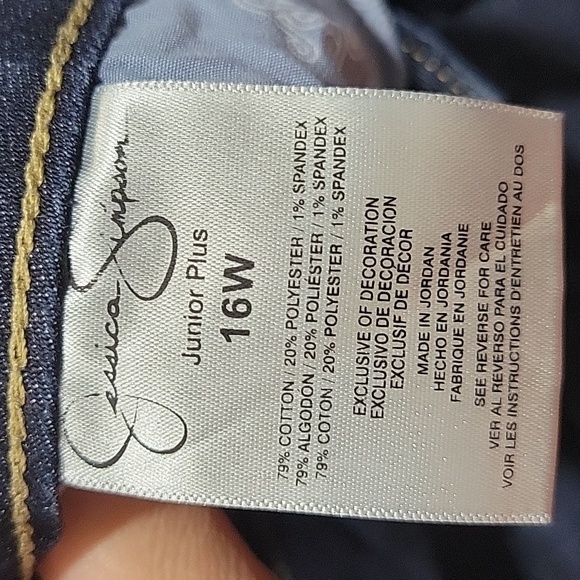 Jessica Simpson
Junior Plus
16W
79% COTTON / 20% POLYESTER / 1% SPANDEX
79% ALGODON / 20% POLIÉSTER / 1% SPANDEX
79% COTON / 20% POLYESTER / 1% SPANDEX
EXCLUSIVE OF DECORATION
EXCLUSIVO DE DECORACION
EXCLUSIF DE DECOR
MADE IN JORDAN
HECHO EN JORDANIA
FABRIQUE EN JORDANIE
SEE REVERSE FOR CARE
VER AL REVERSO PARA EL CUIDADO
VOIR LES INSTRUCTIONS D'ENTRETIEN AU DOS